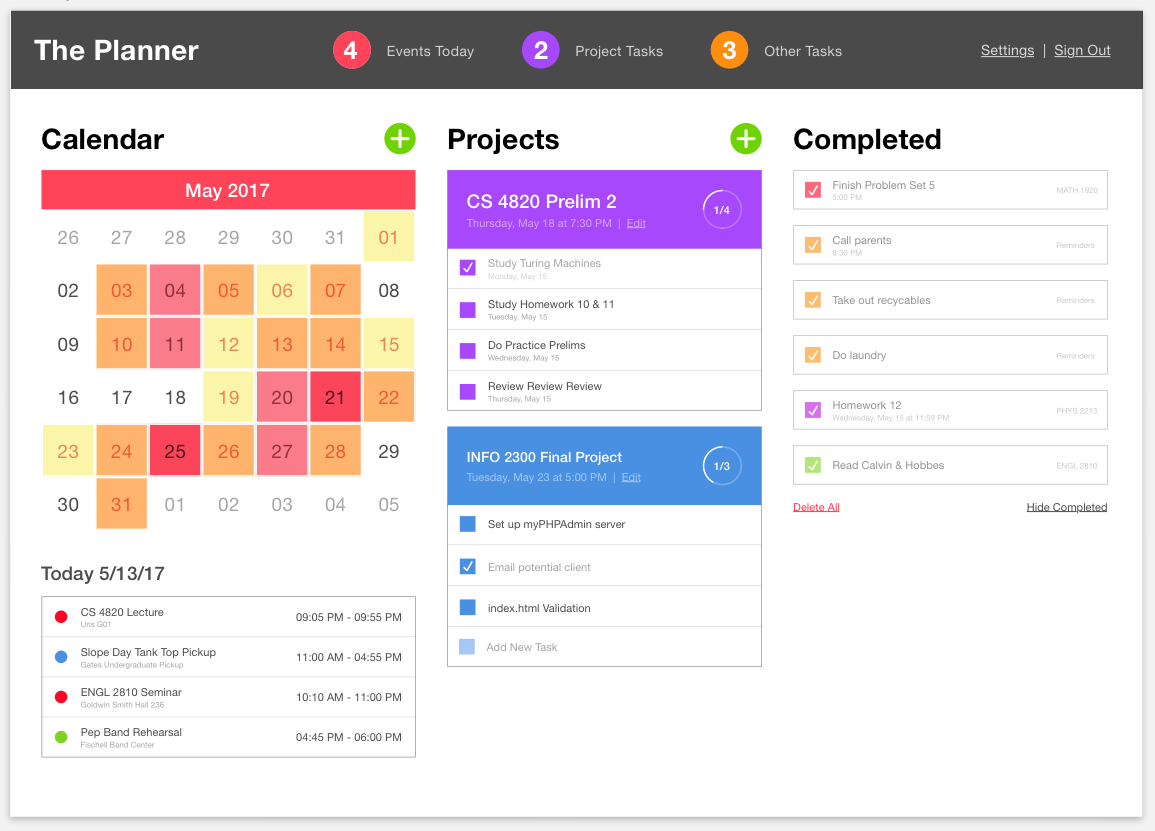 The Planner
4 Events Today
2 Project Tasks
3 Other Tasks
Settings | Sign Out
Calendar
May 2017
26 27 28 29 30 31 01
02 03 04 05 06 07 08
09 10 11 12 13 14 15
16 17 18 19 20 21 22
23 24 25 26 27 28 29
30 31 01 02 03 04 05
Today 5/13/17
CS 4820 Lecture 09:05 PM - 09:55 PM
Uris G01
Slope Day Tank Top Pickup 11:00 AM - 04:55 PM
Gates Undergraduate Pickup
ENGL 2810 Seminar 10:10 AM - 11:00 PM
Goldwin Smith Hall 236
Pep Band Rehearsal 04:45 PM - 06:00 PM
Fischell Band Center
Projects
CS 4820 Prelim 2 1/4
Thursday, May 18 at 7:30 PM | Edit
Study Turing Machines
Monday, May 15
Study Homework 10 & 11
Tuesday, May 15
Do Practice Prelims
Wednesday, May 15
Review Review Review
Thursday, May 15
INFO 2300 Final Project 1/3
Tuesday, May 23 at 5:00 PM | Edit
Set up myPHPAdmin server
Email potential client
index.html Validation
Add New Task
Completed
Finish Problem Set 5 MATH 1920
5:00 PM
Call parents Reminders
8:30 PM
Take out recycables Reminders
Do laundry Reminders
Homework 12 PHYS 2213
Wednesday, May 15 at 11:59 PM
Read Calvin & Hobbes ENGL 2810
Delete All Hide Completed